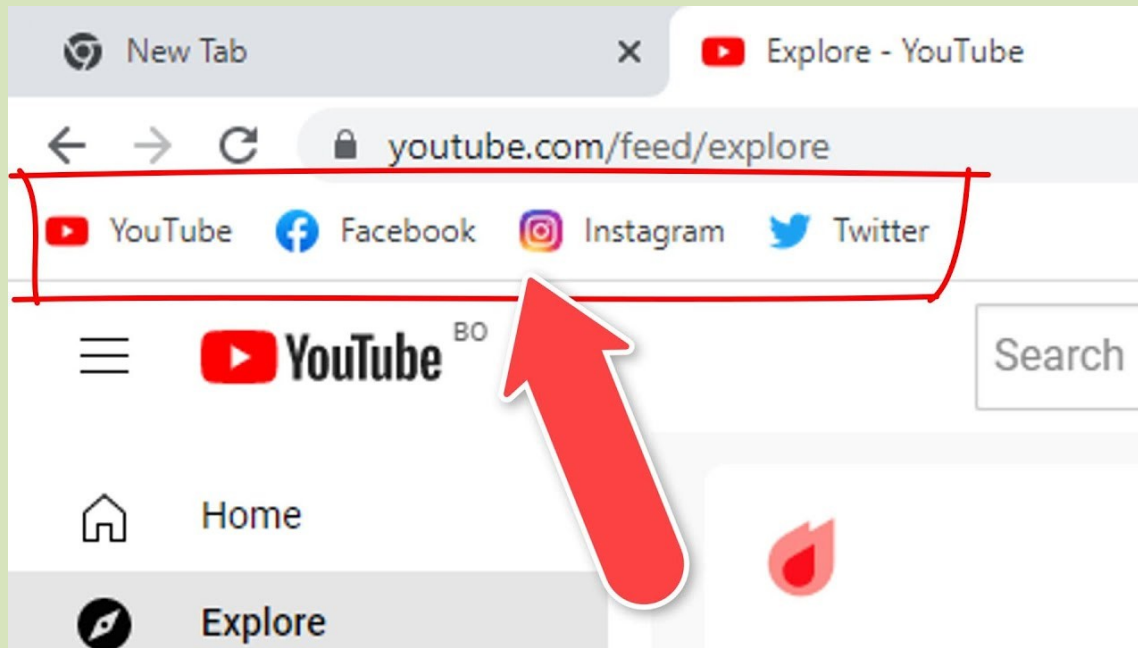 New Tab Explore - YouTube
youtube.com/feed/explore
YouTube Facebook Instagram Twitter
YouTube BO
Search
Home
Explore